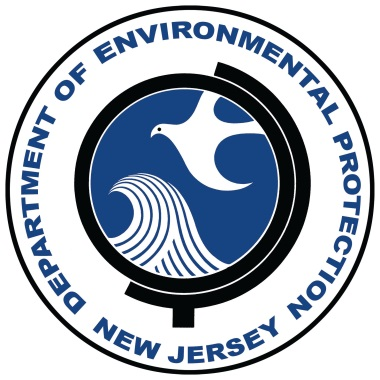 DEPARTMENT OF ENVIRONMENTAL PROTECTION
NEW JERSEY